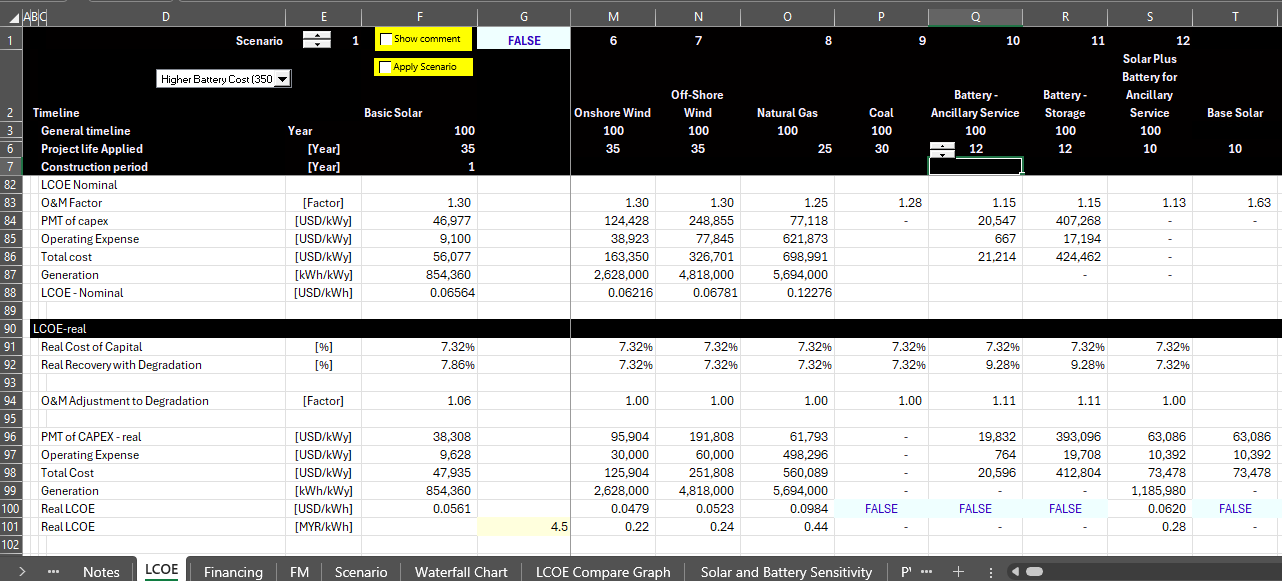 A B C D E F G M N O P Q R S T
1 Scenario 1 Show comment FALSE 6 7 8 9 10 11 12
Apply Scenario
Higher Battery Cost (350
2 Timeline Basic Solar Onshore Wind Off-Shore Wind Natural Gas Coal Battery - Ancillary Service Battery - Storage Solar Plus Battery for Ancillary Service Base Solar
3 General timeline Year 100 100 100 100 100 100 100 100
6 Project life Applied [Year] 35 35 35 25 30 12 12 10 10
7 Construction period [Year] 1
82 LCOE Nominal
83 O&M Factor [Factor] 1.30 1.30 1.30 1.25 1.28 1.15 1.15 1.13 1.63
84 PMT of capex [USD/kWy] 46,977 124,428 248,855 77,118 - 20,547 407,268 - -
85 Operating Expense [USD/kWy] 9,100 38,923 77,845 621,873 667 17,194 -
86 Total cost [USD/kWy] 56,077 163,350 326,701 698,991 21,214 424,462 -
87 Generation [kWh/kWy] 854,360 2,628,000 4,818,000 5,694,000 - -
88 LCOE - Nominal [USD/kWh] 0.06564 0.06216 0.06781 0.12276
89
90 LCOE-real
91 Real Cost of Capital [%] 7.32% 7.32% 7.32% 7.32% 7.32% 7.32% 7.32% 7.32%
92 Real Recovery with Degradation [%] 7.86% 7.32% 7.32% 7.32% 7.32% 9.28% 9.28% 7.32%
93
94 O&M Adjustment to Degradation [Factor] 1.06 1.00 1.00 1.00 1.00 1.11 1.11 1.00
95
96 PMT of CAPEX - real [USD/kWy] 38,308 95,904 191,808 61,793 - 19,832 393,096 63,086 63,086
97 Operating Expense [USD/kWy] 9,628 30,000 60,000 498,296 - 764 19,708 10,392 10,392
98 Total Cost [USD/kWy] 47,935 125,904 251,808 560,089 - 20,596 412,804 73,478 73,478
99 Generation [kWh/kWy] 854,360 2,628,000 4,818,000 5,694,000 - - - 1,185,980 -
100 Real LCOE [USD/kWh] 0.0561 0.0479 0.0523 0.0984 FALSE FALSE FALSE 0.0620 FALSE
101 Real LCOE [MYR/kWh] 4.5 0.22 0.24 0.44 - - - 0.28 -
102
Notes LCOE Financing FM Scenario Waterfall Chart LCOE Compare Graph Solar and Battery Sensitivity